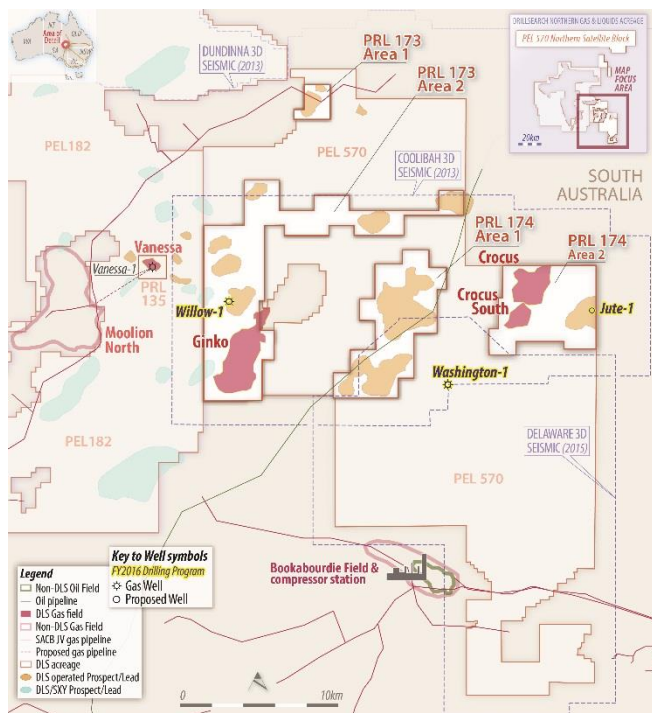 NT
QLD
Area of
Detail
SA
DUNDINNA 3D
SEISMIC (2013)
PRL 173
Area 1
PRL 173
Area 2
DRILLSEARCH NORTHERN GAS & LIQUIDS ACREAGE
PEL 570 Northern Satellite Block
MAP
FOCUS
AREA
20km
PEL182
PEL 570
COOLIBAH 3D
SEISMIC (2013)
SOUTH
AUSTRALIA
PRL 174
Area 1
PRL 174
Area 2
Vanessa
Vanessa-1
PRL
135
Crocus
Crocus
South
Willow-1
Jute-1
Ginko
Moolion
North
Washington-1
PEL182
DELAWARE 3D
SEISMIC (2015)
PEL 570
Key to Well symbols
FY2016 Drilling Program
Gas Well
Proposed Well
Bookabourdie Field &
compressor station
Legend
Non-DLS Oil Field
Oil pipeline
DLS Gas field
Non-DLS Gas Field
SACB JV gas pipeline
Proposed gas pipeline
DLS acreage
DLS operated Prospect/Lead
DLS/SXY Prospect/Lead
0
10km